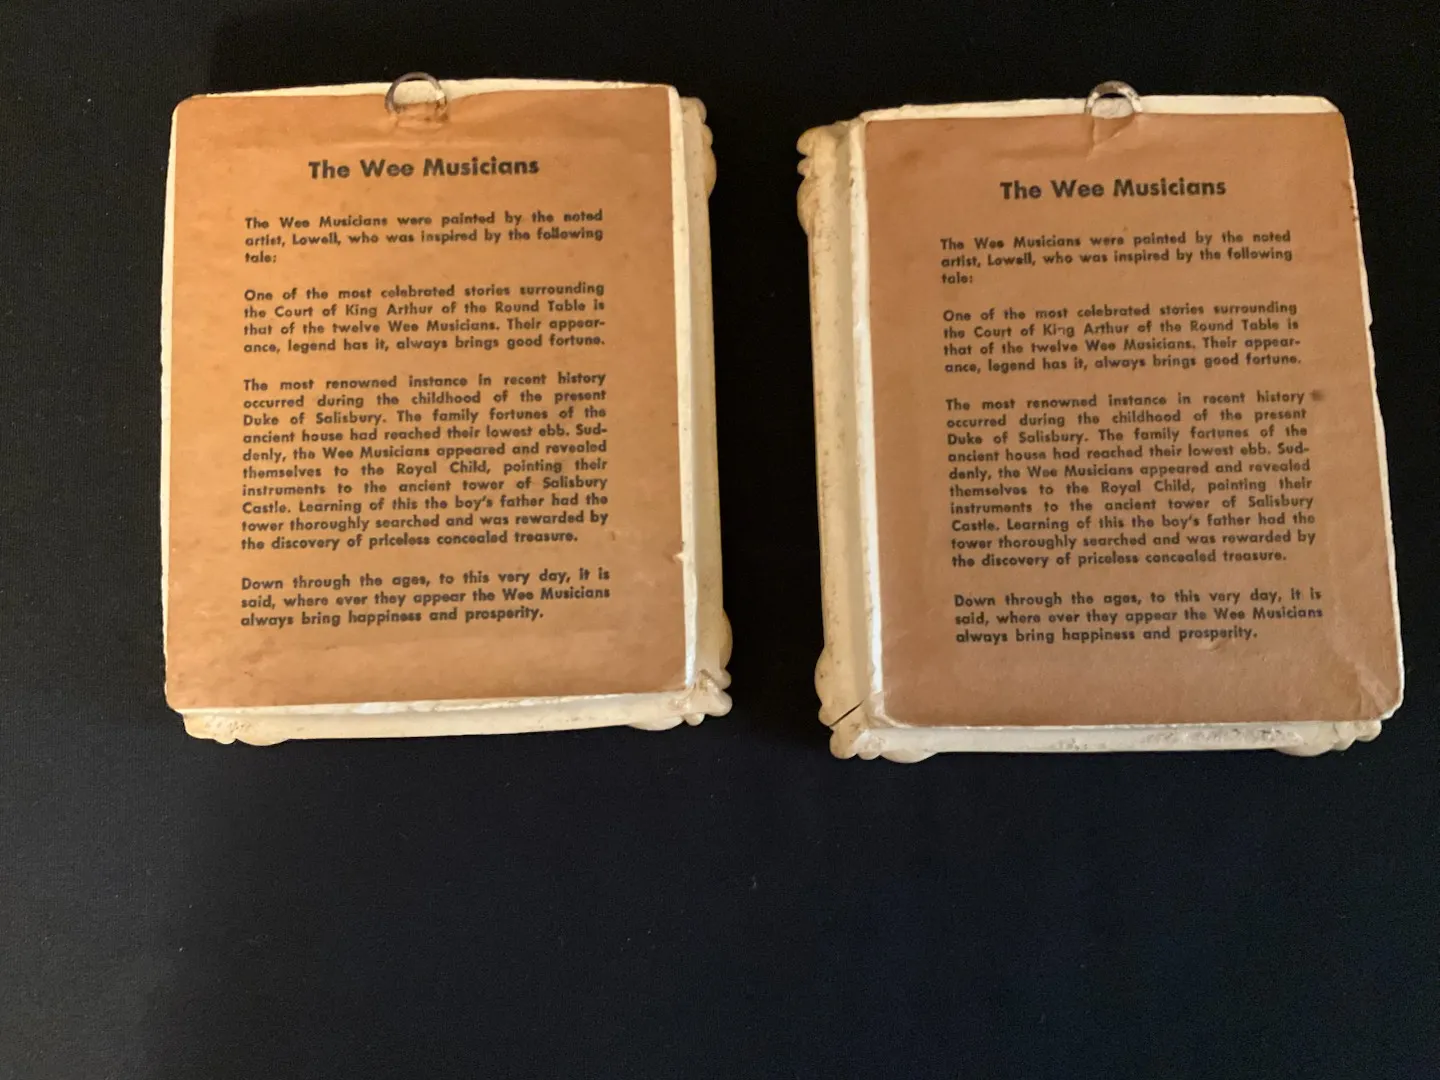 The Wee Musicians
The Wee Musicians were painted by the noted
artist, Lowell, who was inspired by the following
tale:
One of the most celebrated stories surrounding
the Court of King Arthur of the Round Table is
that of the twelve Wee Musicians. Their appear-
ance, legend has it, always brings good fortune.
The most renowned instance in recent history
occurred during the childhood of the present
Duke of Salisbury. The family fortunes of the
ancient house had reached their lowest ebb. Sud-
denly, the Wee Musicians appeared and revealed
themselves to the Royal Child, pointing their
instruments to the ancient tower of Salisbury
Castle. Learning of this the boy's father had the
tower thoroughly searched and was rewarded by
the discovery of priceless concealed treasure.
Down through the ages, to this very day, it is
said, where ever they appear the Wee Musicians
always bring happiness and prosperity.
The Wee Musicians
The Wee Musicians were painted by the noted
artist, Lowell, who was inspired by the following
tale:
One of the most celebrated stories surrounding
the Court of King Arthur of the Round Table is
that of the twelve Wee Musicians. Their appear-
ance, legend has it, always brings good fortune.
The most renowned instance in recent history
occurred during the childhood of the present
Duke of Salisbury. The family fortunes of the
ancient house had reached their lowest ebb. Sud-
denly, the Wee Musicians appeared and revealed
themselves to the Royal Child, pointing their
instruments to the ancient tower of Salisbury
Castle. Learning of this the boy's father had the
tower thoroughly searched and was rewarded by
the discovery of priceless concealed treasure.
Down through the ages, to this very day, it is
said, where ever they appear the Wee Musicians
always bring happiness and prosperity.